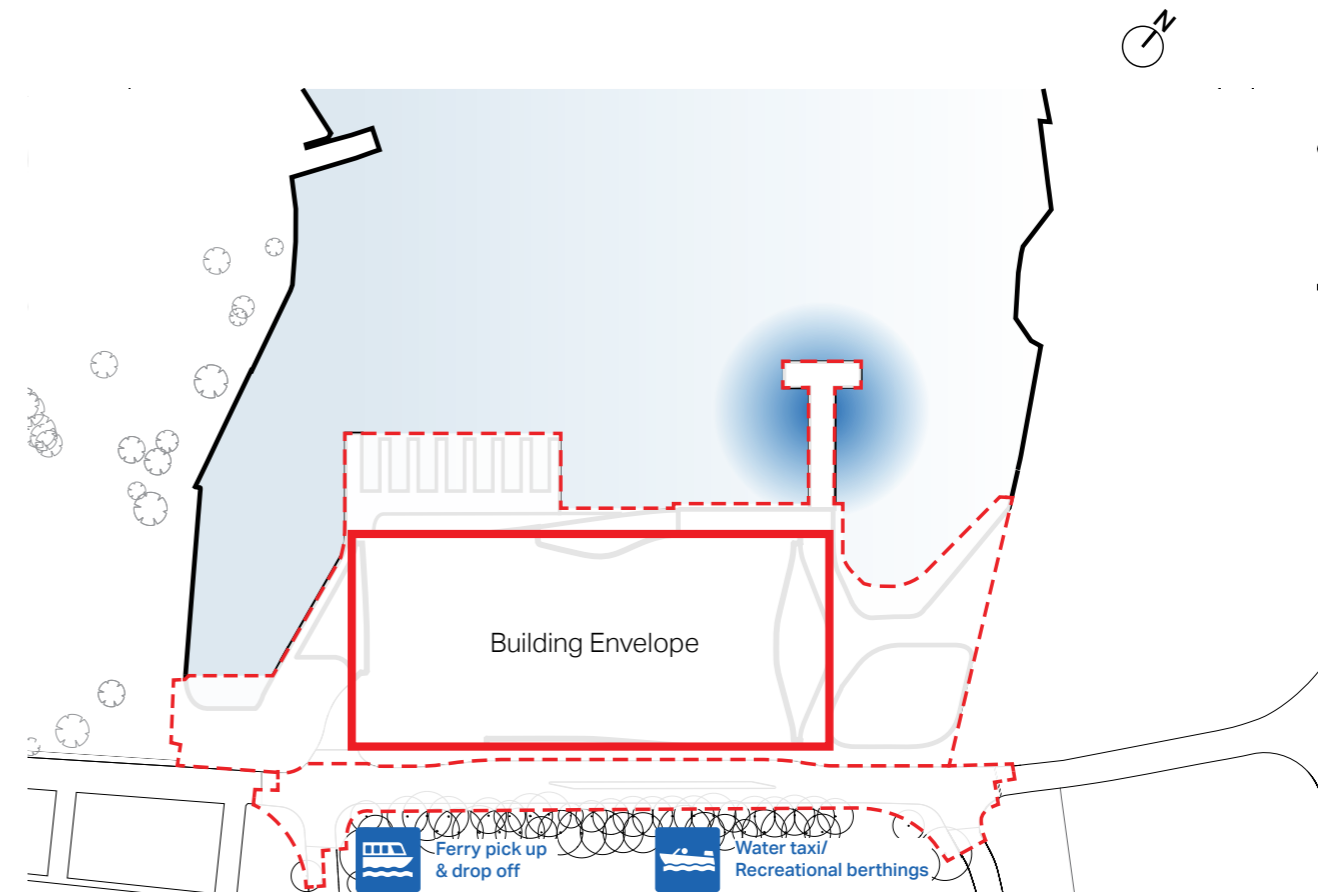 N
Building Envelope
Ferry pick up
& drop off
Water taxi/
Recreational berthings